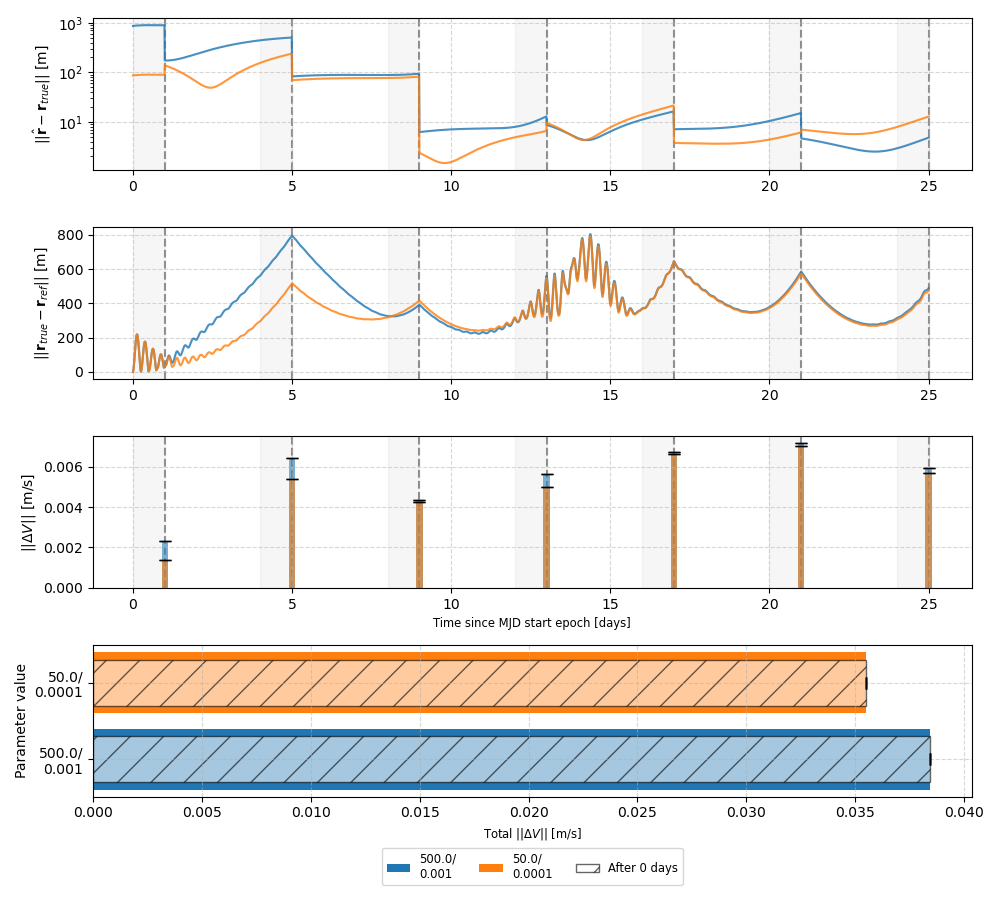 ||r̂ − r_true|| [m]
10³
10²
10¹
0 5 10 15 20 25
||r_true − r_ref|| [m]
800
600
400
200
0
0 5 10 15 20 25
||ΔV|| [m/s]
0.006
0.004
0.002
0.000
0 5 10 15 20 25
Time since MJD start epoch [days]
Parameter value
50.0/
0.0001
500.0/
0.001
0.000 0.005 0.010 0.015 0.020 0.025 0.030 0.035 0.040
Total ||ΔV|| [m/s]
500.0/
0.001
50.0/
0.0001
After 0 days